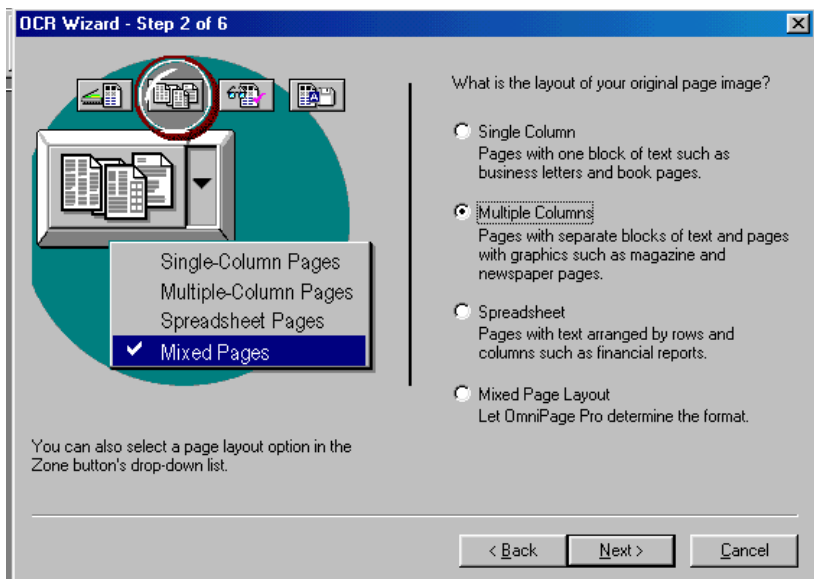 OCR Wizard - Step 2 of 6
Single-Column Pages
Multiple-Column Pages
Spreadsheet Pages
Mixed Pages
You can also select a page layout option in the
Zone button's drop-down list.
What is the layout of your original page image?
Single Column
Pages with one block of text such as
business letters and book pages.
Multiple Columns
Pages with separate blocks of text and pages
with graphics such as magazine and
newspaper pages.
Spreadsheet
Pages with text arranged by rows and
columns such as financial reports.
Mixed Page Layout
Let OmniPage Pro determine the format.
< Back Next > Cancel